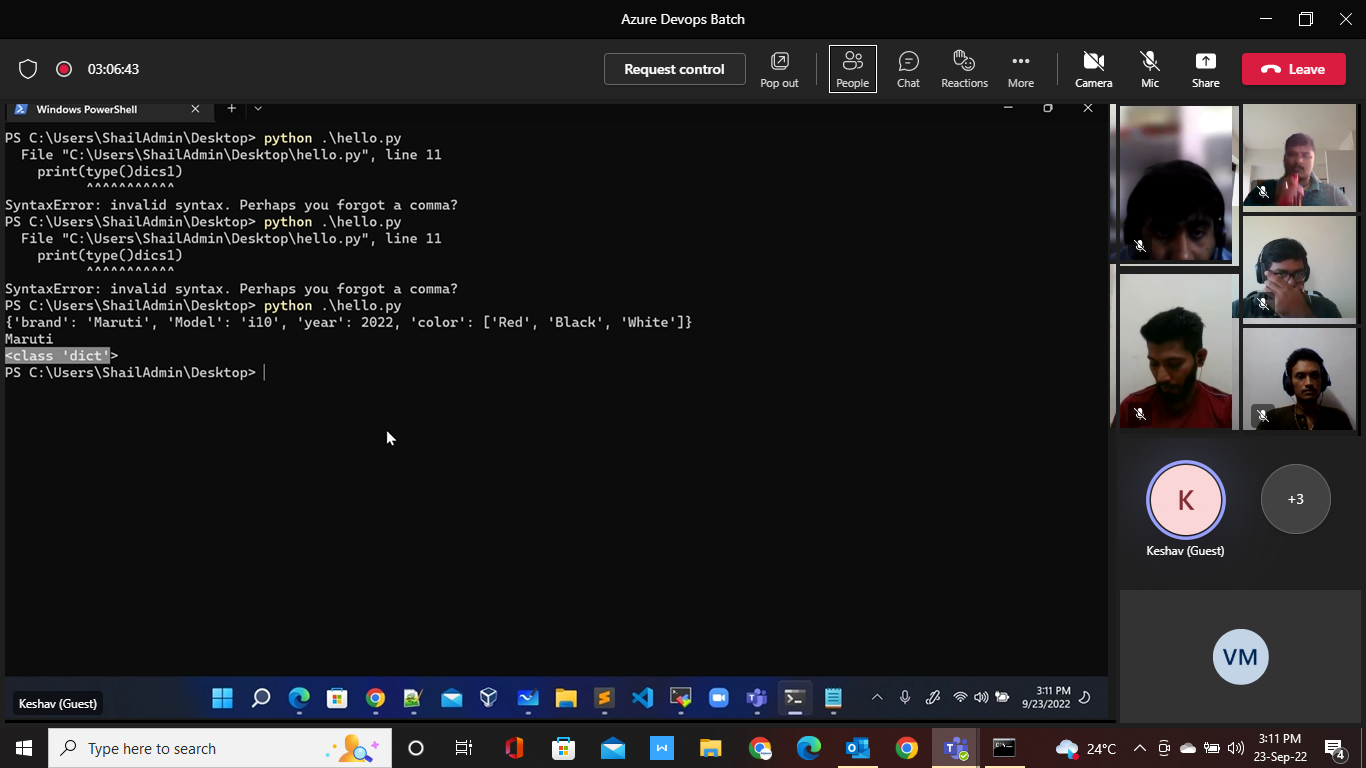 Azure Devops Batch
03:06:43
Request control
Pop out
People
Chat
Reactions
More
Camera
Mic
Share
Leave
Windows PowerShell
PS C:\Users\ShailAdmin\Desktop> python .\hello.py
  File "C:\Users\ShailAdmin\Desktop\hello.py", line 11
    print(type()dics1)
          ^^^^^^^^^^^
SyntaxError: invalid syntax. Perhaps you forgot a comma?
PS C:\Users\ShailAdmin\Desktop> python .\hello.py
  File "C:\Users\ShailAdmin\Desktop\hello.py", line 11
    print(type()dics1)
          ^^^^^^^^^^^
SyntaxError: invalid syntax. Perhaps you forgot a comma?
PS C:\Users\ShailAdmin\Desktop> python .\hello.py
{'brand': 'Maruti', 'Model': 'i10', 'year': 2022, 'color': ['Red', 'Black', 'White']}
Maruti
<class 'dict'>
PS C:\Users\ShailAdmin\Desktop>
K
+3
Keshav (Guest)
VM
Keshav (Guest)
3:11 PM
9/23/2022
Type here to search
W
24°C
3:11 PM
23-Sep-22
4